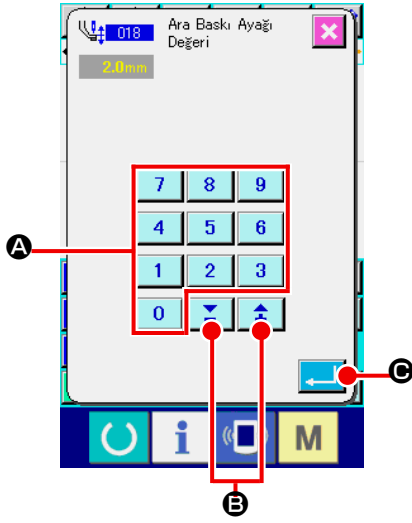 018 Ara Baskı Ayağı
Değeri
2.0mm
7 8 9
A
4 5 6
1 2 3
0
C
i M
B